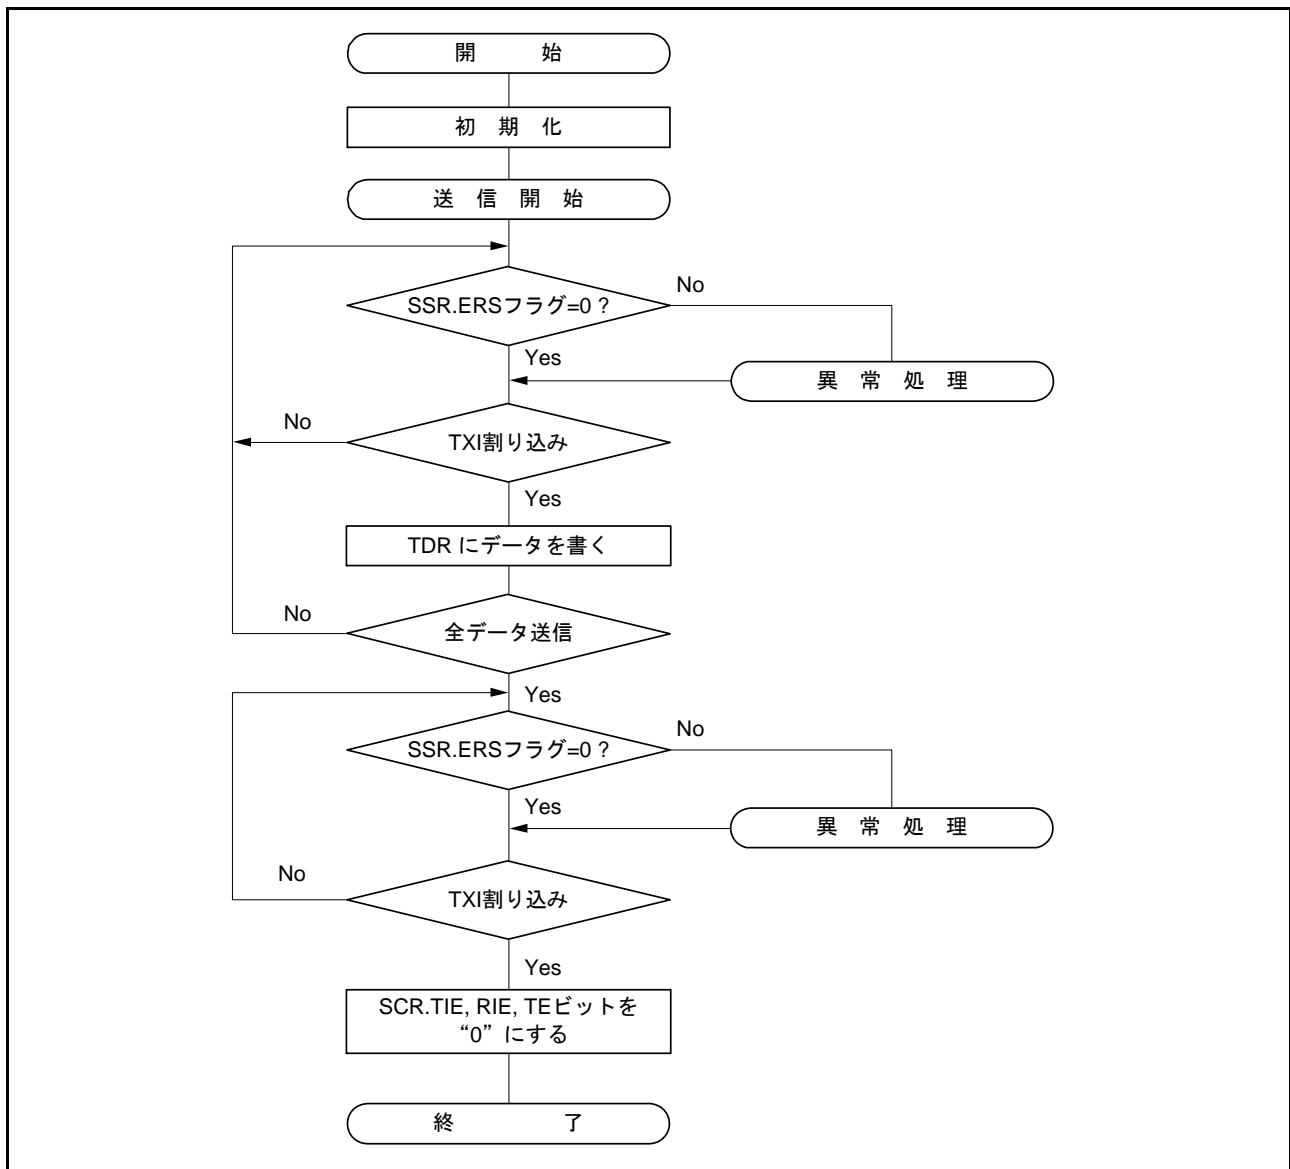 開 始
初 期 化
送 信 開 始
SSR.ERSフラグ=0 ?
No
Yes
異 常 処 理
No
TXI割り込み
Yes
TDR にデータを書く
No
全データ送信
Yes
SSR.ERSフラグ=0 ?
No
Yes
異 常 処 理
No
TXI割り込み
Yes
SCR.TIE, RIE, TEビットを
“0”にする
終 了